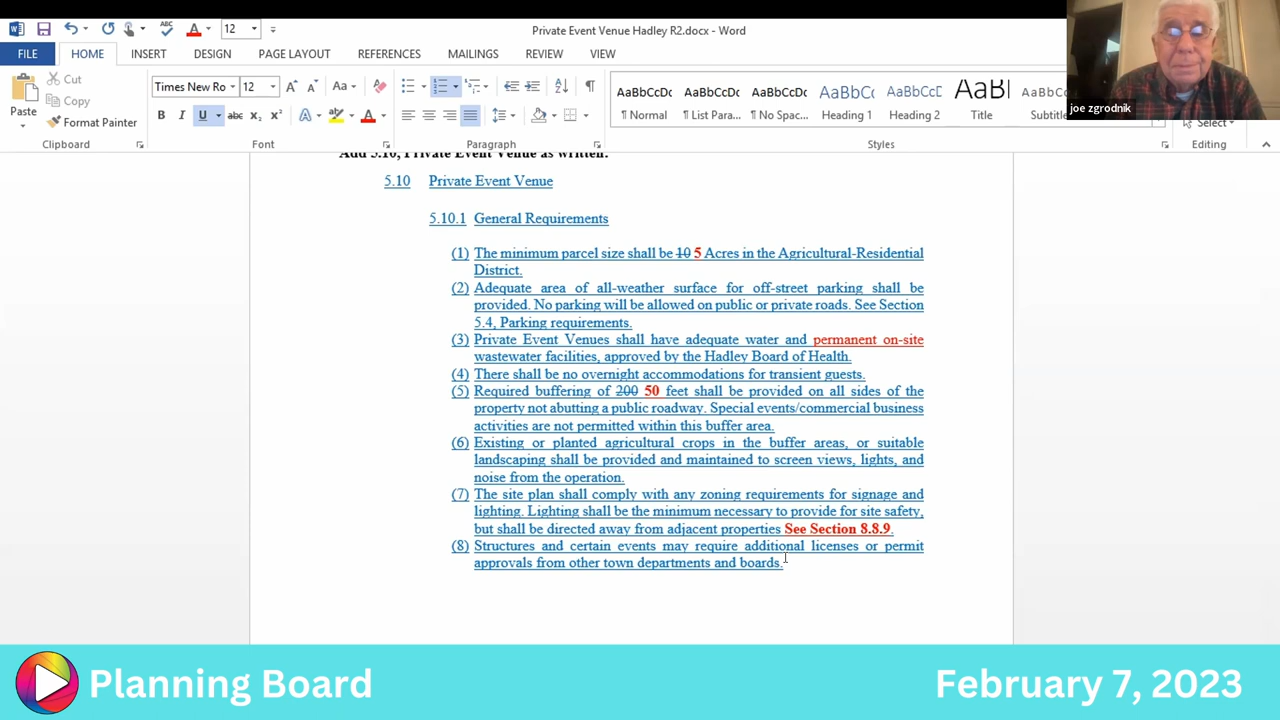 12
Private Event Venue Hadley R2.docx - Word
FILE HOME INSERT DESIGN PAGE LAYOUT REFERENCES MAILINGS REVIEW VIEW
Cut
Copy
Format Painter
Paste
Times New Ro 12
AaBbCcDc AaBbCcDc AaBbCcDc AaBbCc AaBbCcD AaBl AaBbCcD
¶ Normal ¶ List Para... ¶ No Spac... Heading 1 Heading 2 Title Subtitle
Select
Clipboard Font Paragraph Styles Editing
joe zgrodnik
Add 5.10, Private Event Venue as written.
5.10 Private Event Venue
5.10.1 General Requirements
(1) The minimum parcel size shall be 10 5 Acres in the Agricultural-Residential
District.
(2) Adequate area of all-weather surface for off-street parking shall be
provided. No parking will be allowed on public or private roads. See Section
5.4, Parking requirements.
(3) Private Event Venues shall have adequate water and permanent on-site
wastewater facilities, approved by the Hadley Board of Health.
(4) There shall be no overnight accommodations for transient guests.
(5) Required buffering of 200 50 feet shall be provided on all sides of the
property not abutting a public roadway. Special events/commercial business
activities are not permitted within this buffer area.
(6) Existing or planted agricultural crops in the buffer areas, or suitable
landscaping shall be provided and maintained to screen views, lights, and
noise from the operation.
(7) The site plan shall comply with any zoning requirements for signage and
lighting. Lighting shall be the minimum necessary to provide for site safety,
but shall be directed away from adjacent properties See Section 8.8.9.
(8) Structures and certain events may require additional licenses or permit
approvals from other town departments and boards.
Planning Board
February 7, 2023